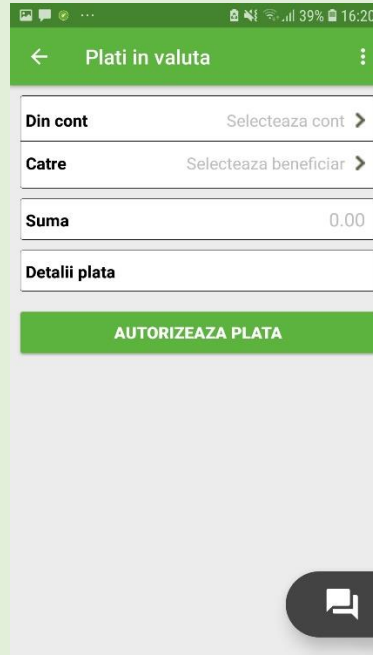 39% 16:20
Plati in valuta
Din cont Selecteaza cont
Catre Selecteaza beneficiar
Suma 0.00
Detalii plata
AUTORIZEAZA PLATA